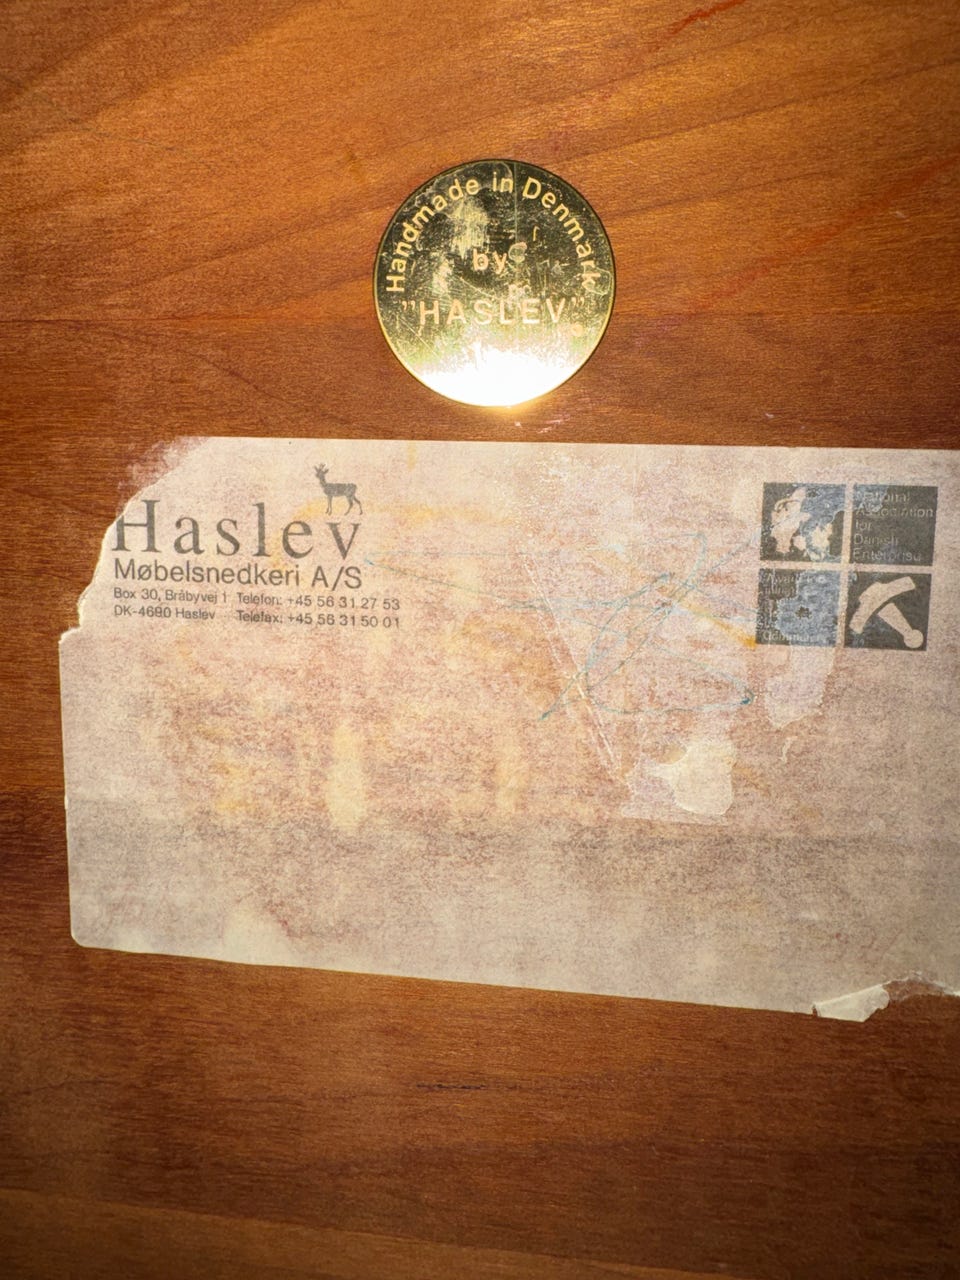 Handmade in Denmark
by
"HASLEV"
Haslev
Møbelsnedkeri A/S
Box 30, Bråbyvej 1 Telefon: +45 56 31 27 53
DK-4690 Haslev Telefax: +45 56 31 50 01
National
Association
for
Danish
Enterprise